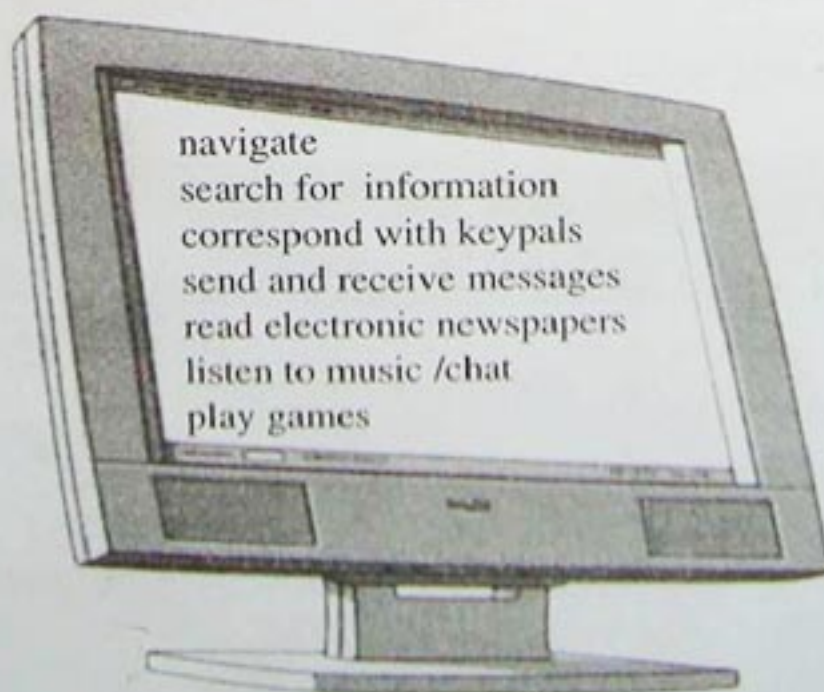 navigate
search for information
correspond with keypals
send and receive messages
read electronic newspapers
listen to music /chat
play games